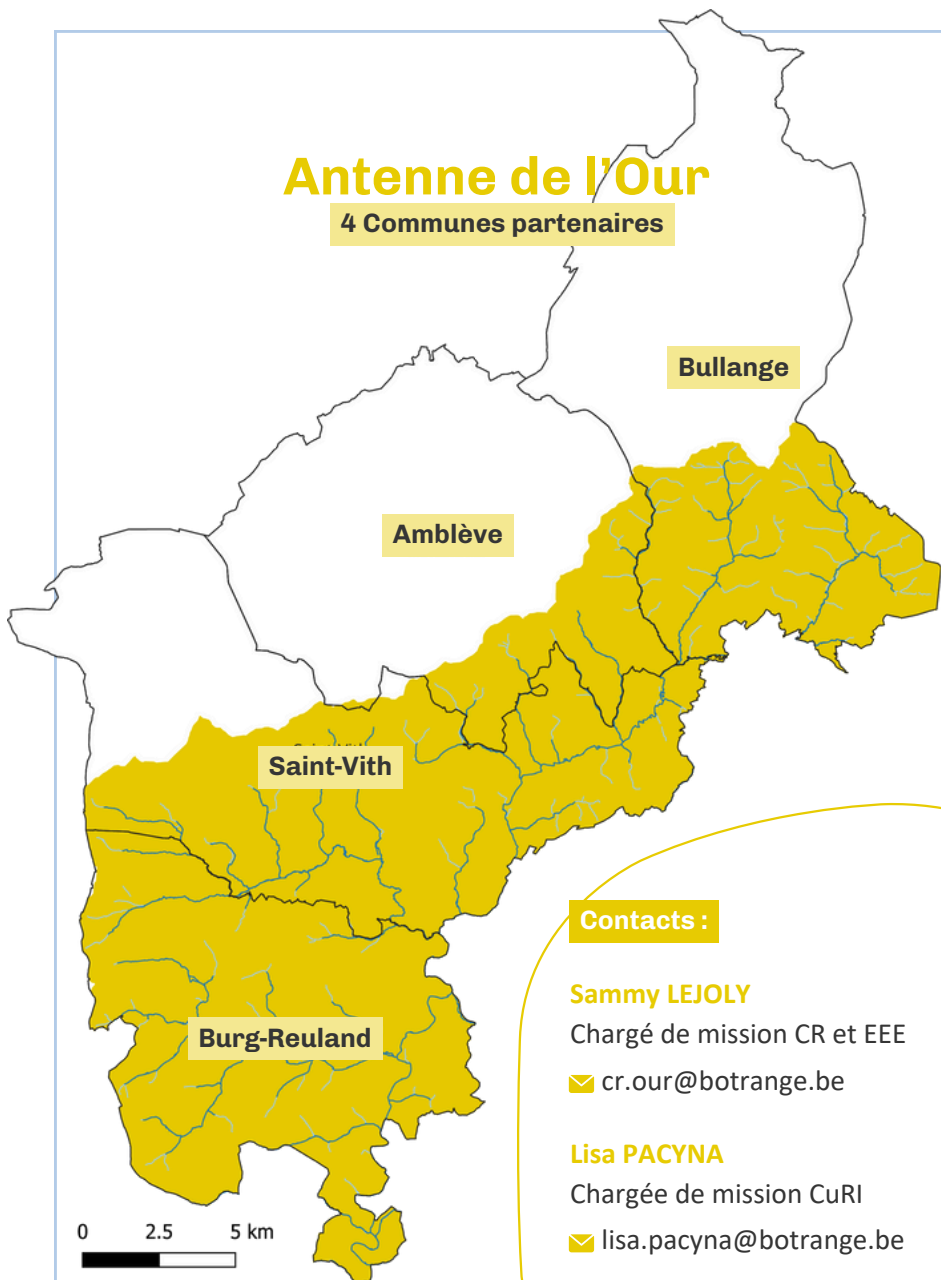 Antenne de l'Our
4 Communes partenaires
Bullange
Amblève
Saint-Vith
Burg-Reuland
Contacts :
Sammy LEJOLY
Chargé de mission CR et EEE
cr.our@botrange.be
Lisa PACYNA
Chargée de mission CuRI
lisa.pacyna@botrange.be
0 2.5 5 km